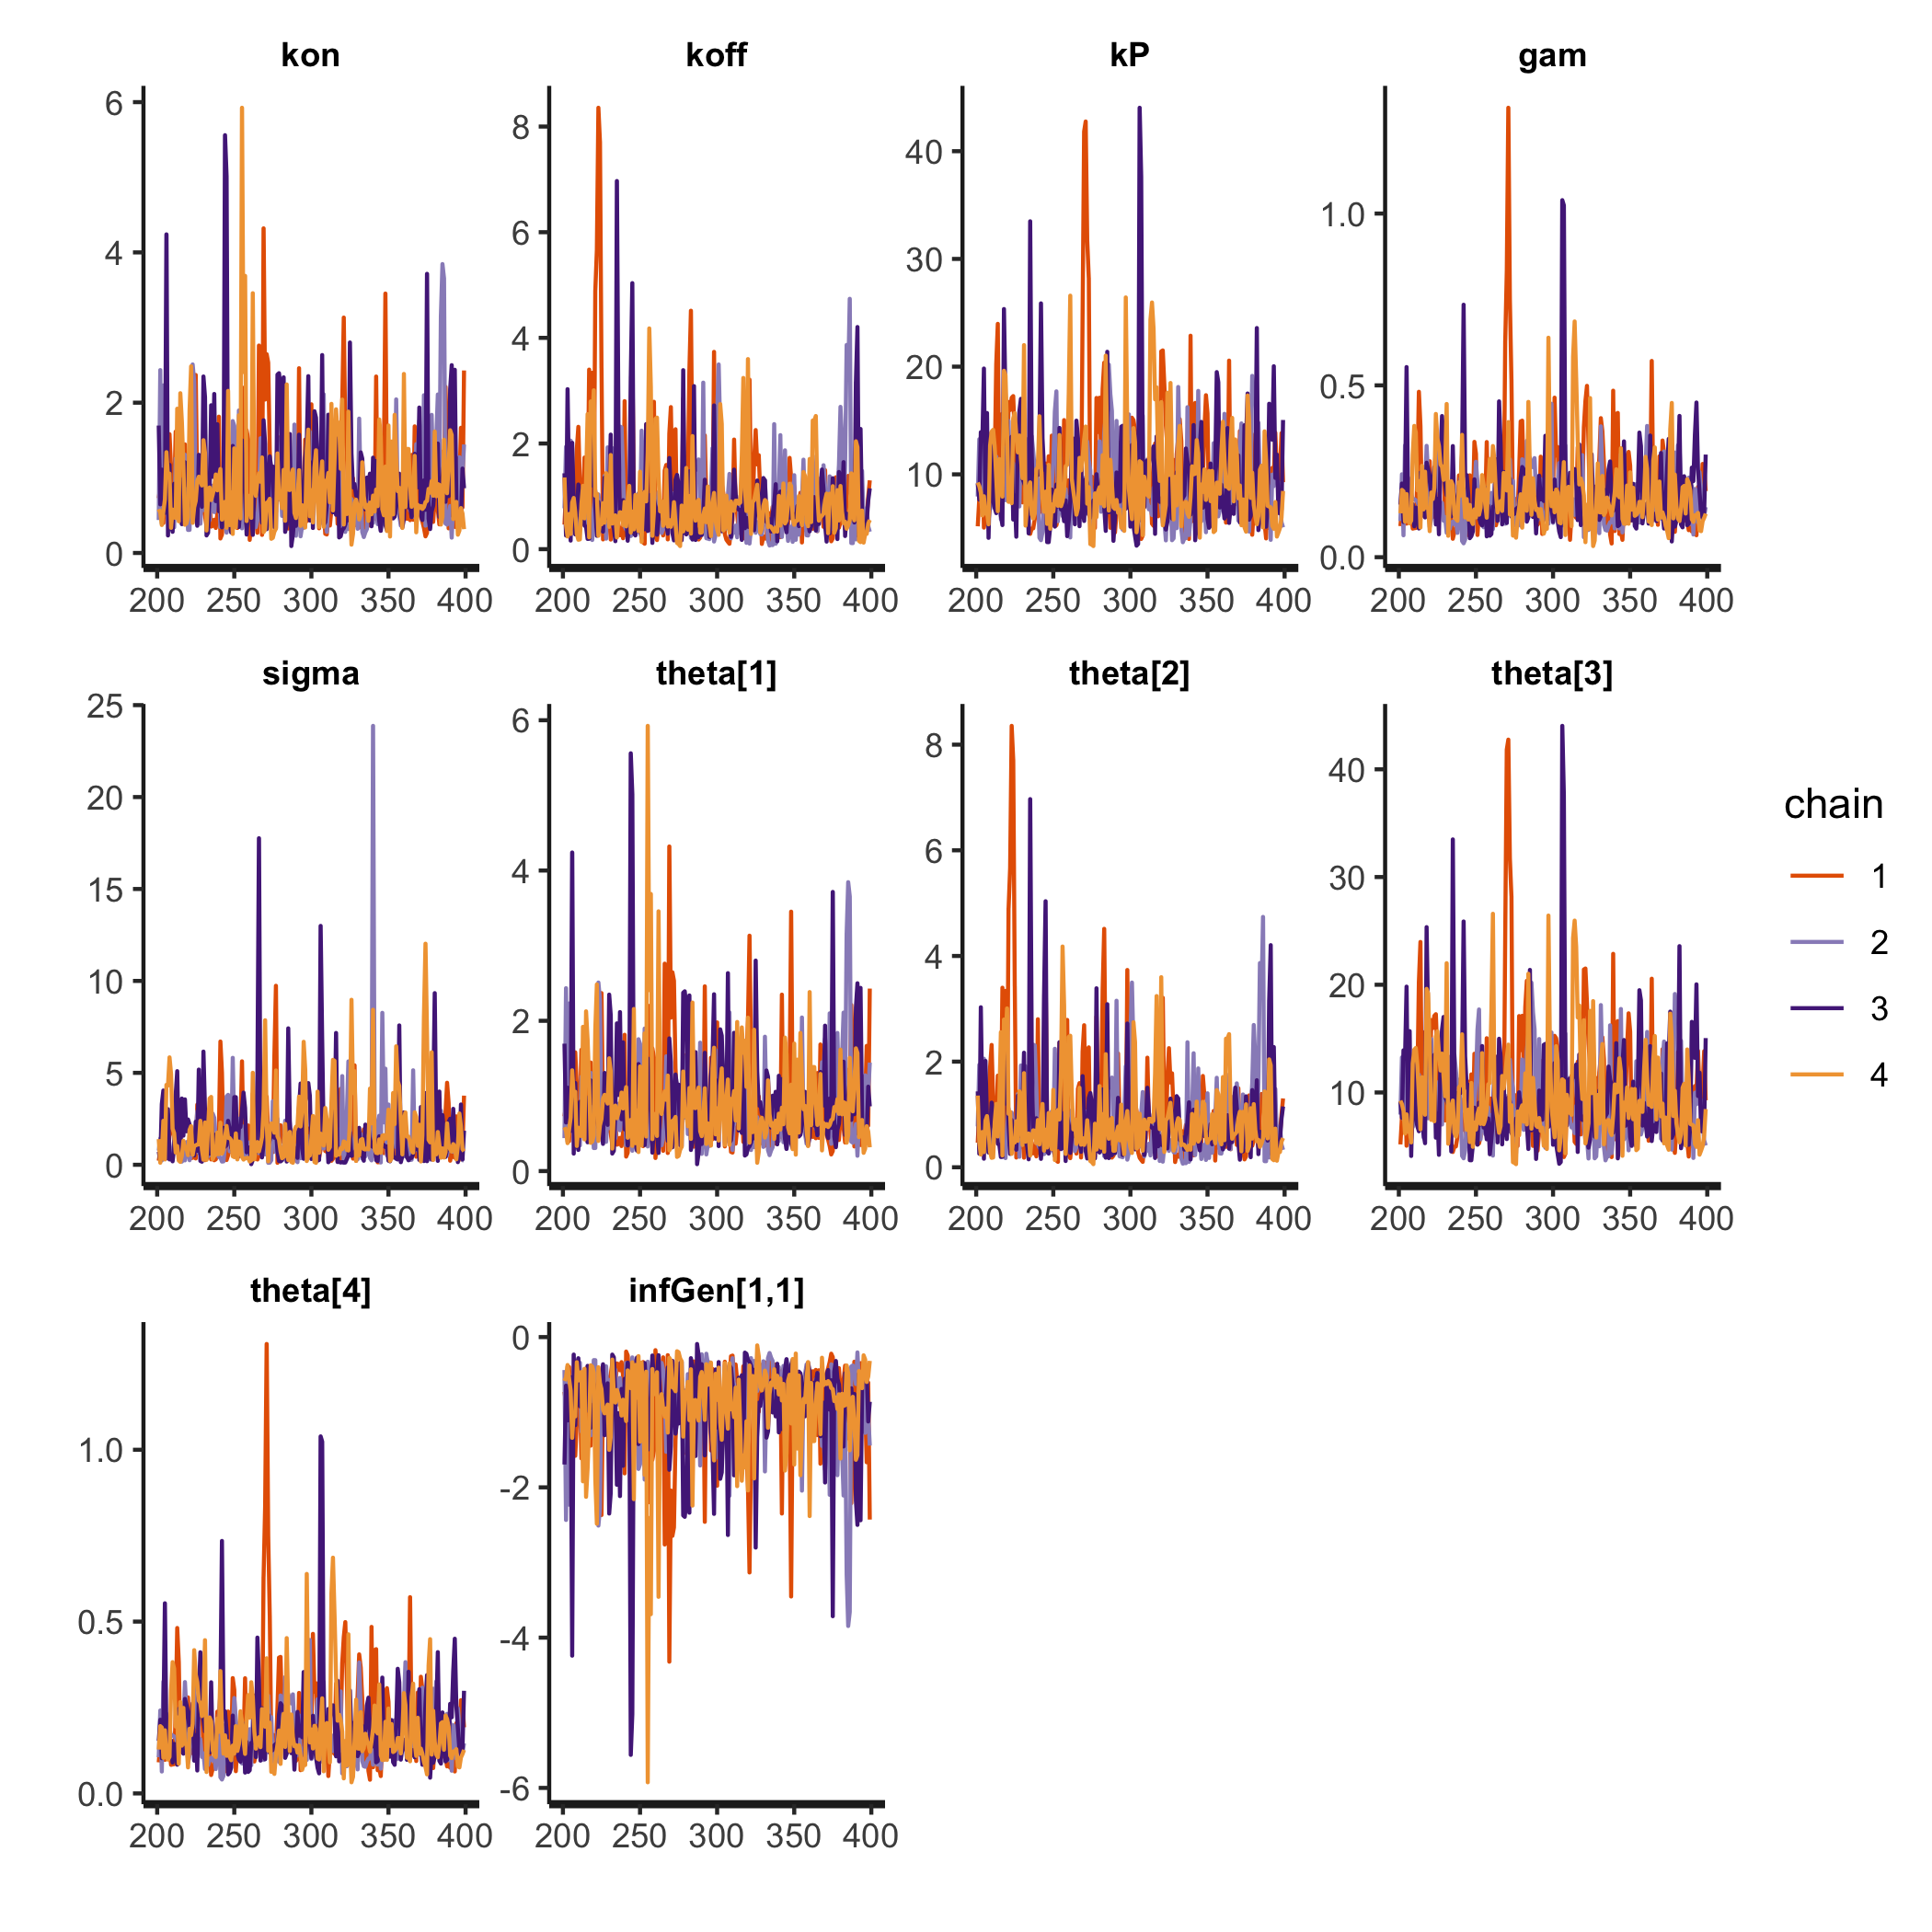 kon koff kP gam
6 8 40 1.0
4 6 30
2 4 20 0.5
0 2 10
0 0.0
200 250 300 350 400 200 250 300 350 400 200 250 300 350 400 200 250 300 350 400
sigma theta[1] theta[2] theta[3]
25 6 8 40
20 4 6 30
15 2 4 20
10 0 2 10
5 0
0
200 250 300 350 400 200 250 300 350 400 200 250 300 350 400 200 250 300 350 400
chain
1
2
3
4
theta[4] infGen[1,1]
1.0 0
0.5 -2
0.0 -4
-6
200 250 300 350 400 200 250 300 350 400